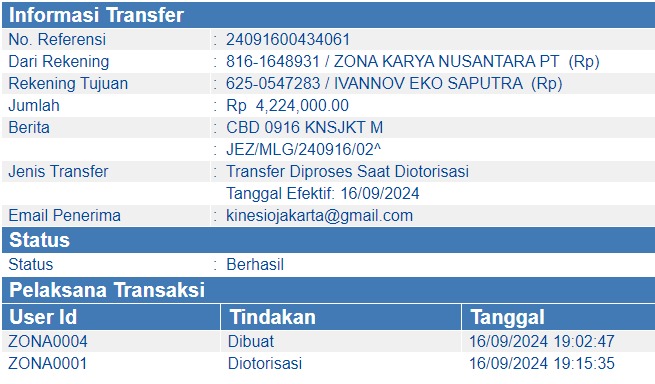 Informasi Transfer
No. Referensi : 24091600434061
Dari Rekening : 816-1648931 / ZONA KARYA NUSANTARA PT (Rp)
Rekening Tujuan : 625-0547283 / IVANNOV EKO SAPUTRA (Rp)
Jumlah : Rp 4,224,000.00
Berita : CBD 0916 KNSJKT M
: JEZ/MLG/240916/02^
Jenis Transfer : Transfer Diproses Saat Diotorisasi
Tanggal Efektif: 16/09/2024
Email Penerima : kinesiojakarta@gmail.com
Status
Status : Berhasil
Pelaksana Transaksi
User Id Tindakan Tanggal
ZONA0004 Dibuat 16/09/2024 19:02:47
ZONA0001 Diotorisasi 16/09/2024 19:15:35